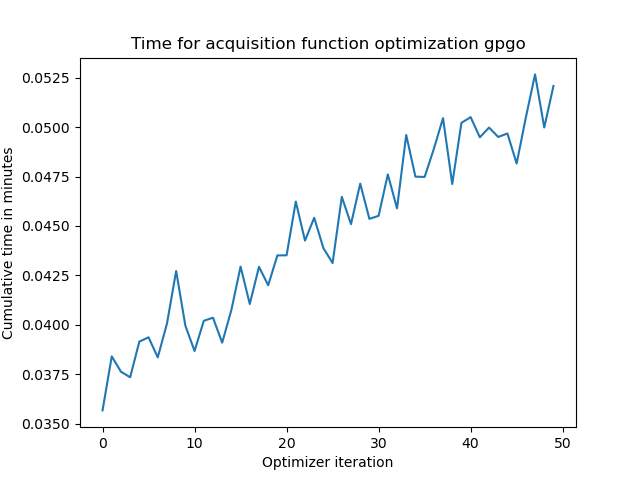 Time for acquisition function optimization gpgo
Cumulative time in minutes
0.0525
0.0500
0.0475
0.0450
0.0425
0.0400
0.0375
0.0350
0 10 20 30 40 50
Optimizer iteration